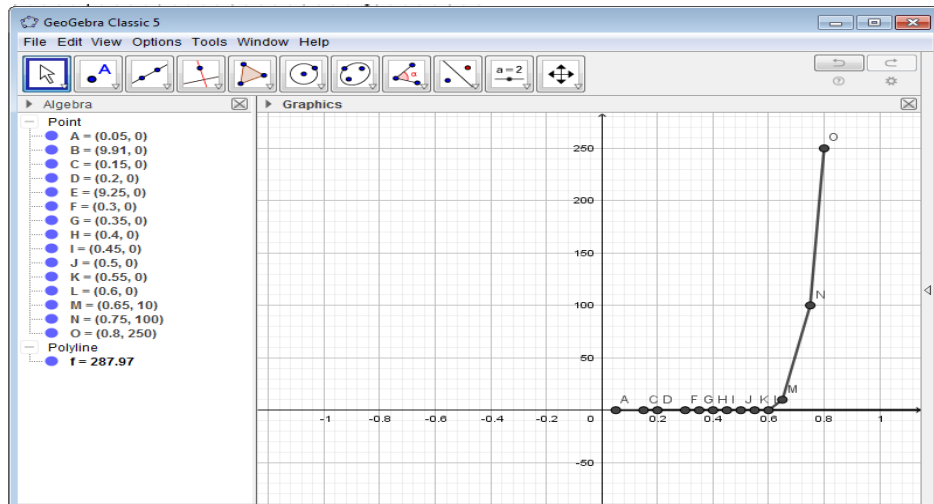 GeoGebra Classic 5
File Edit View Options Tools Window Help
A
α
a = 2
Algebra
Graphics
Point
A = (0.05, 0)
B = (9.91, 0)
C = (0.15, 0)
D = (0.2, 0)
E = (9.25, 0)
F = (0.3, 0)
G = (0.35, 0)
H = (0.4, 0)
I = (0.45, 0)
J = (0.5, 0)
K = (0.55, 0)
L = (0.6, 0)
M = (0.65, 10)
N = (0.75, 100)
O = (0.8, 250)
Polyline
f = 287.97
O
250
200
150
N
100
50
M
A C D F G H I J K L
-1 -0.8 -0.6 -0.4 -0.2 0 0.2 0.4 0.6 0.8 1
-50